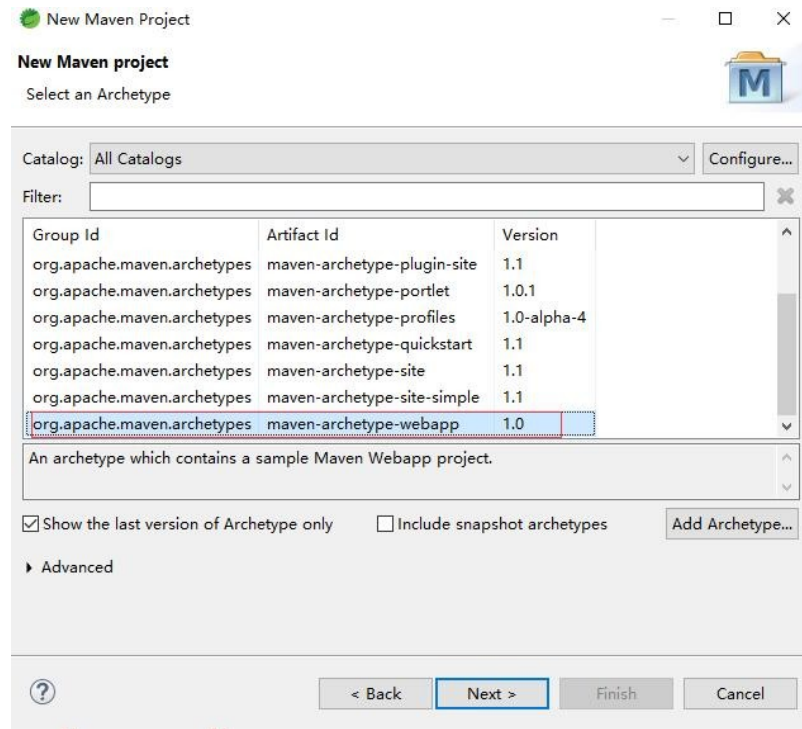 New Maven Project
New Maven project
Select an Archetype
M
Catalog: All Catalogs Configure...
Filter:
Group Id Artifact Id Version
org.apache.maven.archetypes maven-archetype-plugin-site 1.1
org.apache.maven.archetypes maven-archetype-portlet 1.0.1
org.apache.maven.archetypes maven-archetype-profiles 1.0-alpha-4
org.apache.maven.archetypes maven-archetype-quickstart 1.1
org.apache.maven.archetypes maven-archetype-site 1.1
org.apache.maven.archetypes maven-archetype-site-simple 1.1
org.apache.maven.archetypes maven-archetype-webapp 1.0
An archetype which contains a sample Maven Webapp project.
Show the last version of Archetype only Include snapshot archetypes Add Archetype...
Advanced
? < Back Next > Finish Cancel